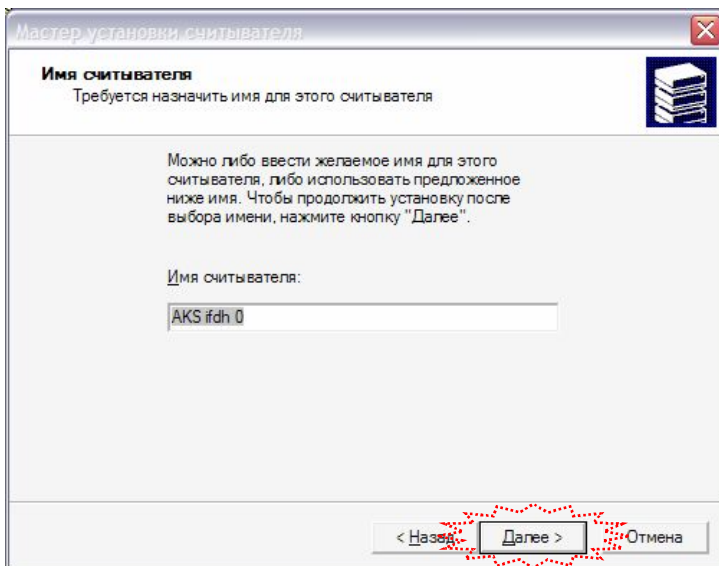 Мастер установки считывателя
Имя считывателя
Требуется назначить имя для этого считывателя
Можно либо ввести желаемое имя для этого
считывателя, либо использовать предложенное
ниже имя. Чтобы продолжить установку после
выбора имени, нажмите кнопку "Далее".
Имя считывателя:
AKS ifdh 0
< Назад Далее > Отмена